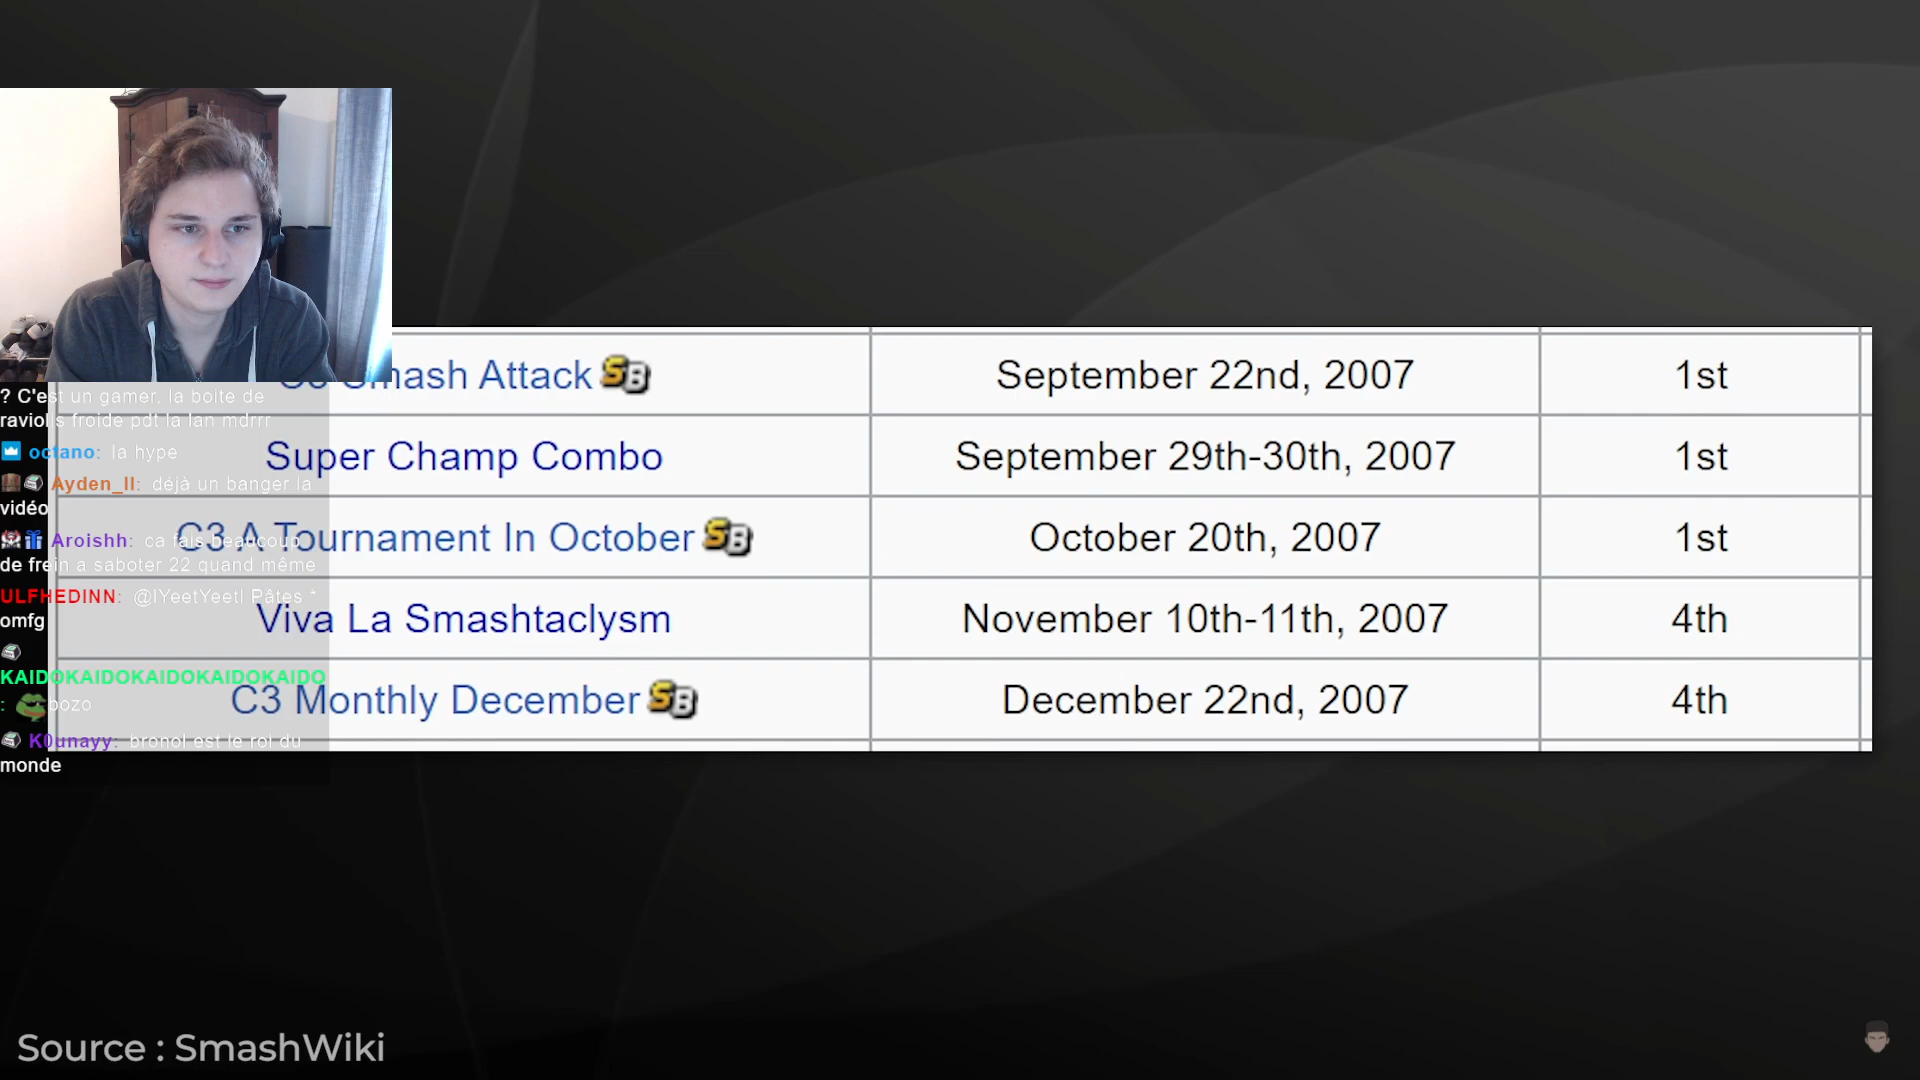 Smash Attack SB September 22nd, 2007 1st
Super Champ Combo September 29th-30th, 2007 1st
C3 A Tournament In October SB October 20th, 2007 1st
Viva La Smashtaclysm November 10th-11th, 2007 4th
C3 Monthly December SB December 22nd, 2007 4th
? C'est un gamer, la boite de
raviolis froide pdt la lan mdrrr
octano: la hype
Ayden_II: déjà un banger la
vidéo
Aroishh: ca fais beaucoup
de frein a saboter 22 quand même
ULFHEDINN: @IYeetYeetI Pâtes *
omfg
KAIDOKAIDOKAIDOKAIDOKAIDO
: bozo
K0unayy: bronol est le roi du
monde
Source : SmashWiki